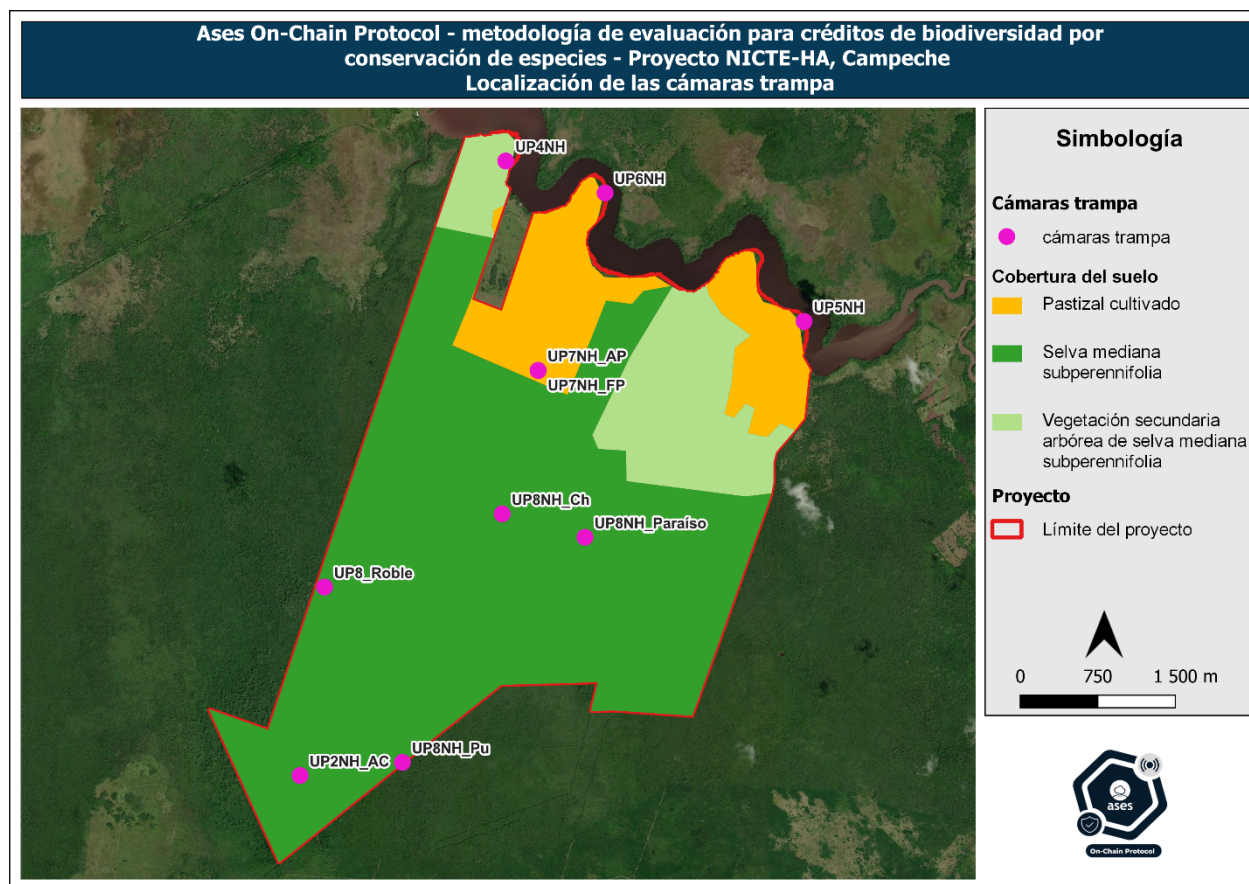 Ases On-Chain Protocol - metodología de evaluación para créditos de biodiversidad por
conservación de especies - Proyecto NICTE-HA, Campeche
Localización de las cámaras trampa
UP4NH
UP6NH
UP5NH
UP7NH_AP
UP7NH_FP
UP8NH_Ch
UP8NH_Paraíso
UP8_Roble
UP8NH_Pu
UP2NH_AC
Simbología
Cámaras trampa
cámaras trampa
Cobertura del suelo
Pastizal cultivado
Selva mediana
subperennifolia
Vegetación secundaria
arbórea de selva mediana
subperennifolia
Proyecto
Límite del proyecto
0 750 1 500 m
ases
On-Chain Protocol